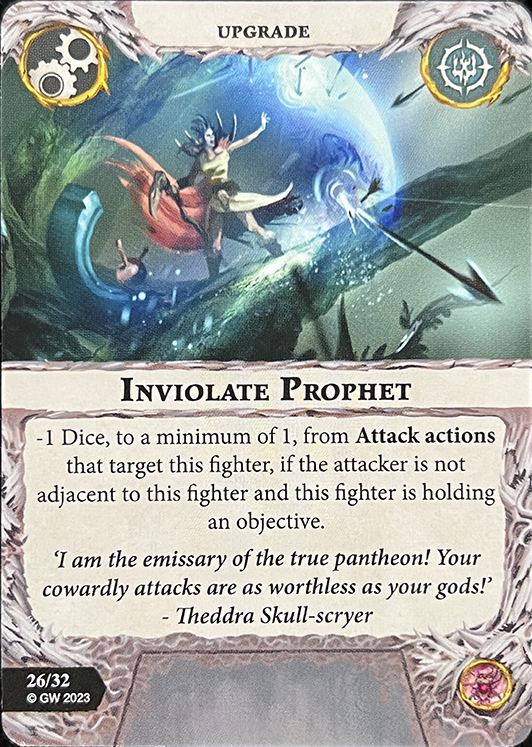 UPGRADE
INVIOLATE PROPHET
-1 Dice, to a minimum of 1, from Attack actions
that target this fighter, if the attacker is not
adjacent to this fighter and this fighter is holding
an objective.
‘I am the emissary of the true pantheon! Your
cowardly attacks are as worthless as your gods!’
- Theddra Skull-scryer
26/32
© GW 2023